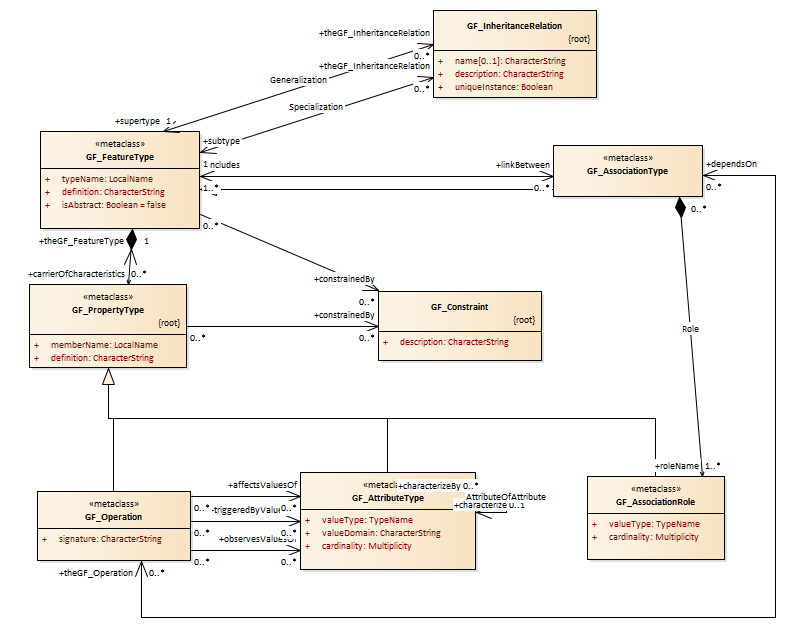 GF_InheritanceRelation
{root}
+ name[0..1]: CharacterString
+ description: CharacterString
+ uniqueInstance: Boolean
+theGF_InheritanceRelation
0..*
+theGF_InheritanceRelation
0..*
Generalization
Specialization
+supertype 1
+subtype
1
«metaclass»
GF_FeatureType
+ typeName: LocalName
+ definition: CharacterString
+ isAbstract: Boolean = false
ncludes
1..*
+linkBetween
0..*
«metaclass»
GF_AssociationType
+dependsOn
0..*
0..*
0..*
+theGF_FeatureType 1
+carrierOfCharacteristics 0..*
+constrainedBy
0..*
+constrainedBy
0..*
0..*
«metaclass»
GF_PropertyType
{root}
+ memberName: LocalName
+ definition: CharacterString
GF_Constraint
{root}
+ description: CharacterString
Role
+roleName 1..*
«metaclass»
GF_Operation
+ signature: CharacterString
+affectsValuesOf
0..* 0..*
-triggeredByValu
0..* 0..*
+observesValuesO
0..* 0..*
GF_AttributeType
+ valueType: TypeName
+ valueDomain: CharacterString
+ cardinality: Multiplicity
+characterizeBy 0..*
AttributeOfAttribute
+characterize 0..1
«metaclass»
GF_AssociationRole
+ valueType: TypeName
+ cardinality: Multiplicity
+theGF_Operation 0..*